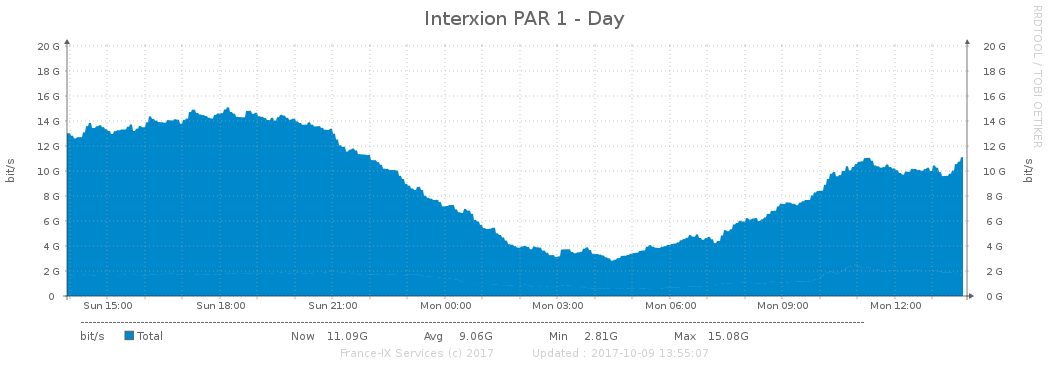 Interxion PAR 1 - Day
RRDTOOL / TOBI OETIKER
bit/s
20 G 20 G
18 G 18 G
16 G 16 G
14 G 14 G
12 G 12 G
10 G 10 G
8 G 8 G
6 G 6 G
4 G 4 G
2 G 2 G
0 0 G
bit/s
Sun 15:00 Sun 18:00 Sun 21:00 Mon 00:00 Mon 03:00 Mon 06:00 Mon 09:00 Mon 12:00
bit/s Total Now 11.09G Avg 9.06G Min 2.81G Max 15.08G
France-IX Services (c) 2017 Updated : 2017-10-09 13:55:07